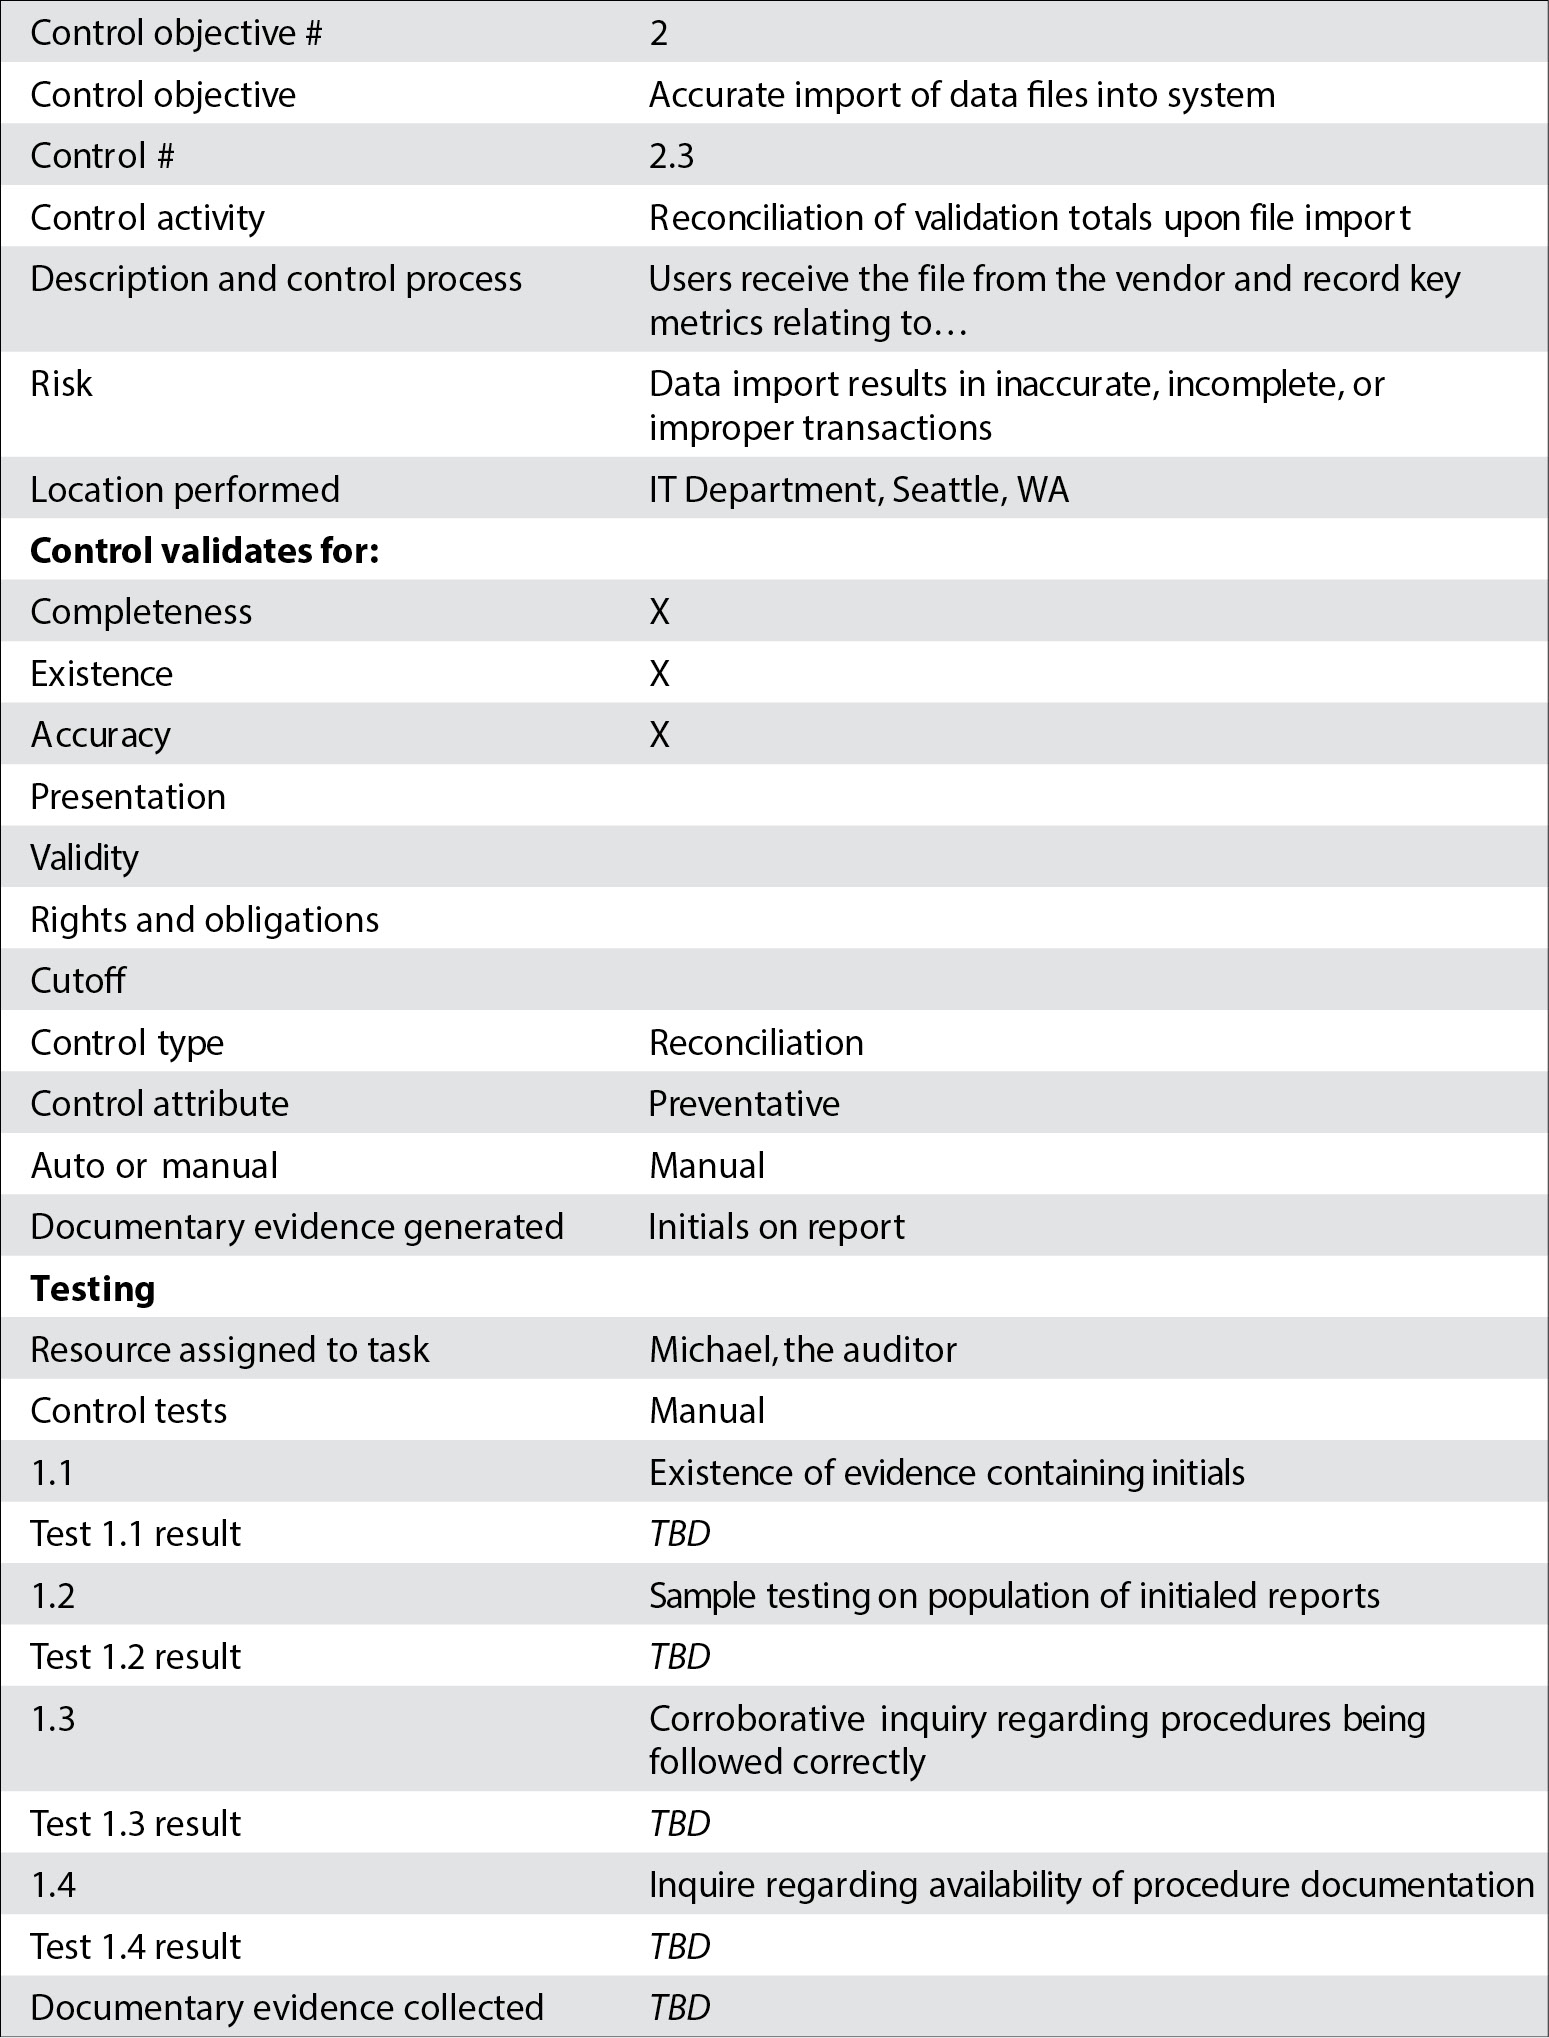 Control objective # 2
Control objective Accurate import of data files into system
Control # 2.3
Control activity Reconciliation of validation totals upon file import
Description and control process Users receive the file from the vendor and record key
metrics relating to…
Risk Data import results in inaccurate, incomplete, or
improper transactions
Location performed IT Department, Seattle, WA
Control validates for:
Completeness X
Existence X
Accuracy X
Presentation
Validity
Rights and obligations
Cutoff
Control type Reconciliation
Control attribute Preventative
Auto or manual Manual
Documentary evidence generated Initials on report
Testing
Resource assigned to task Michael, the auditor
Control tests Manual
1.1 Existence of evidence containing initials
Test 1.1 result TBD
1.2 Sample testing on population of initialed reports
Test 1.2 result TBD
1.3 Corroborative inquiry regarding procedures being
followed correctly
Test 1.3 result TBD
1.4 Inquire regarding availability of procedure documentation
Test 1.4 result TBD
Documentary evidence collected TBD